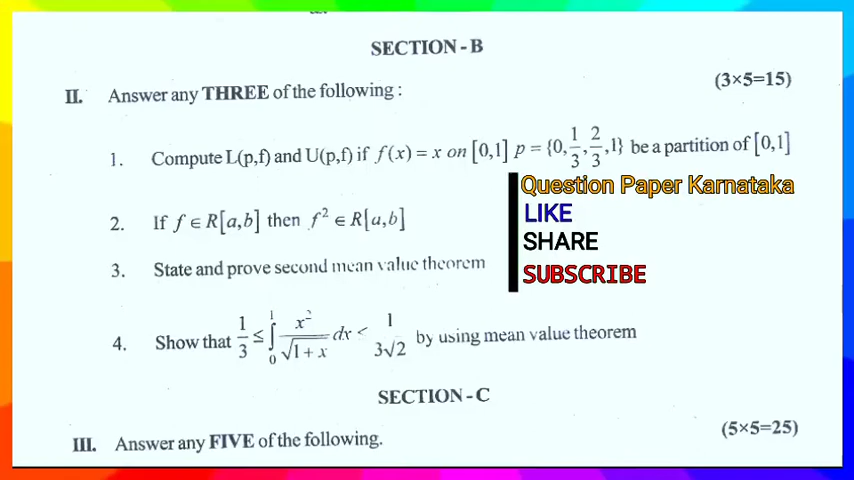 SECTION - B
II. Answer any THREE of the following : (3×5=15)
1. Compute L(p,f) and U(p,f) if f(x) = x on [0,1] p = {0, 1/3, 2/3, 1} be a partition of [0,1]
Question Paper Karnataka
LIKE
2. If f ∈ R[a,b] then f² ∈ R[a,b]
SHARE
3. State and prove second mean value theorem
SUBSCRIBE
4. Show that 1/3 ≤ ∫₀¹ x²/√1+x dx < 1/3√2 by using mean value theorem
SECTION - C
III. Answer any FIVE of the following. (5×5=25)